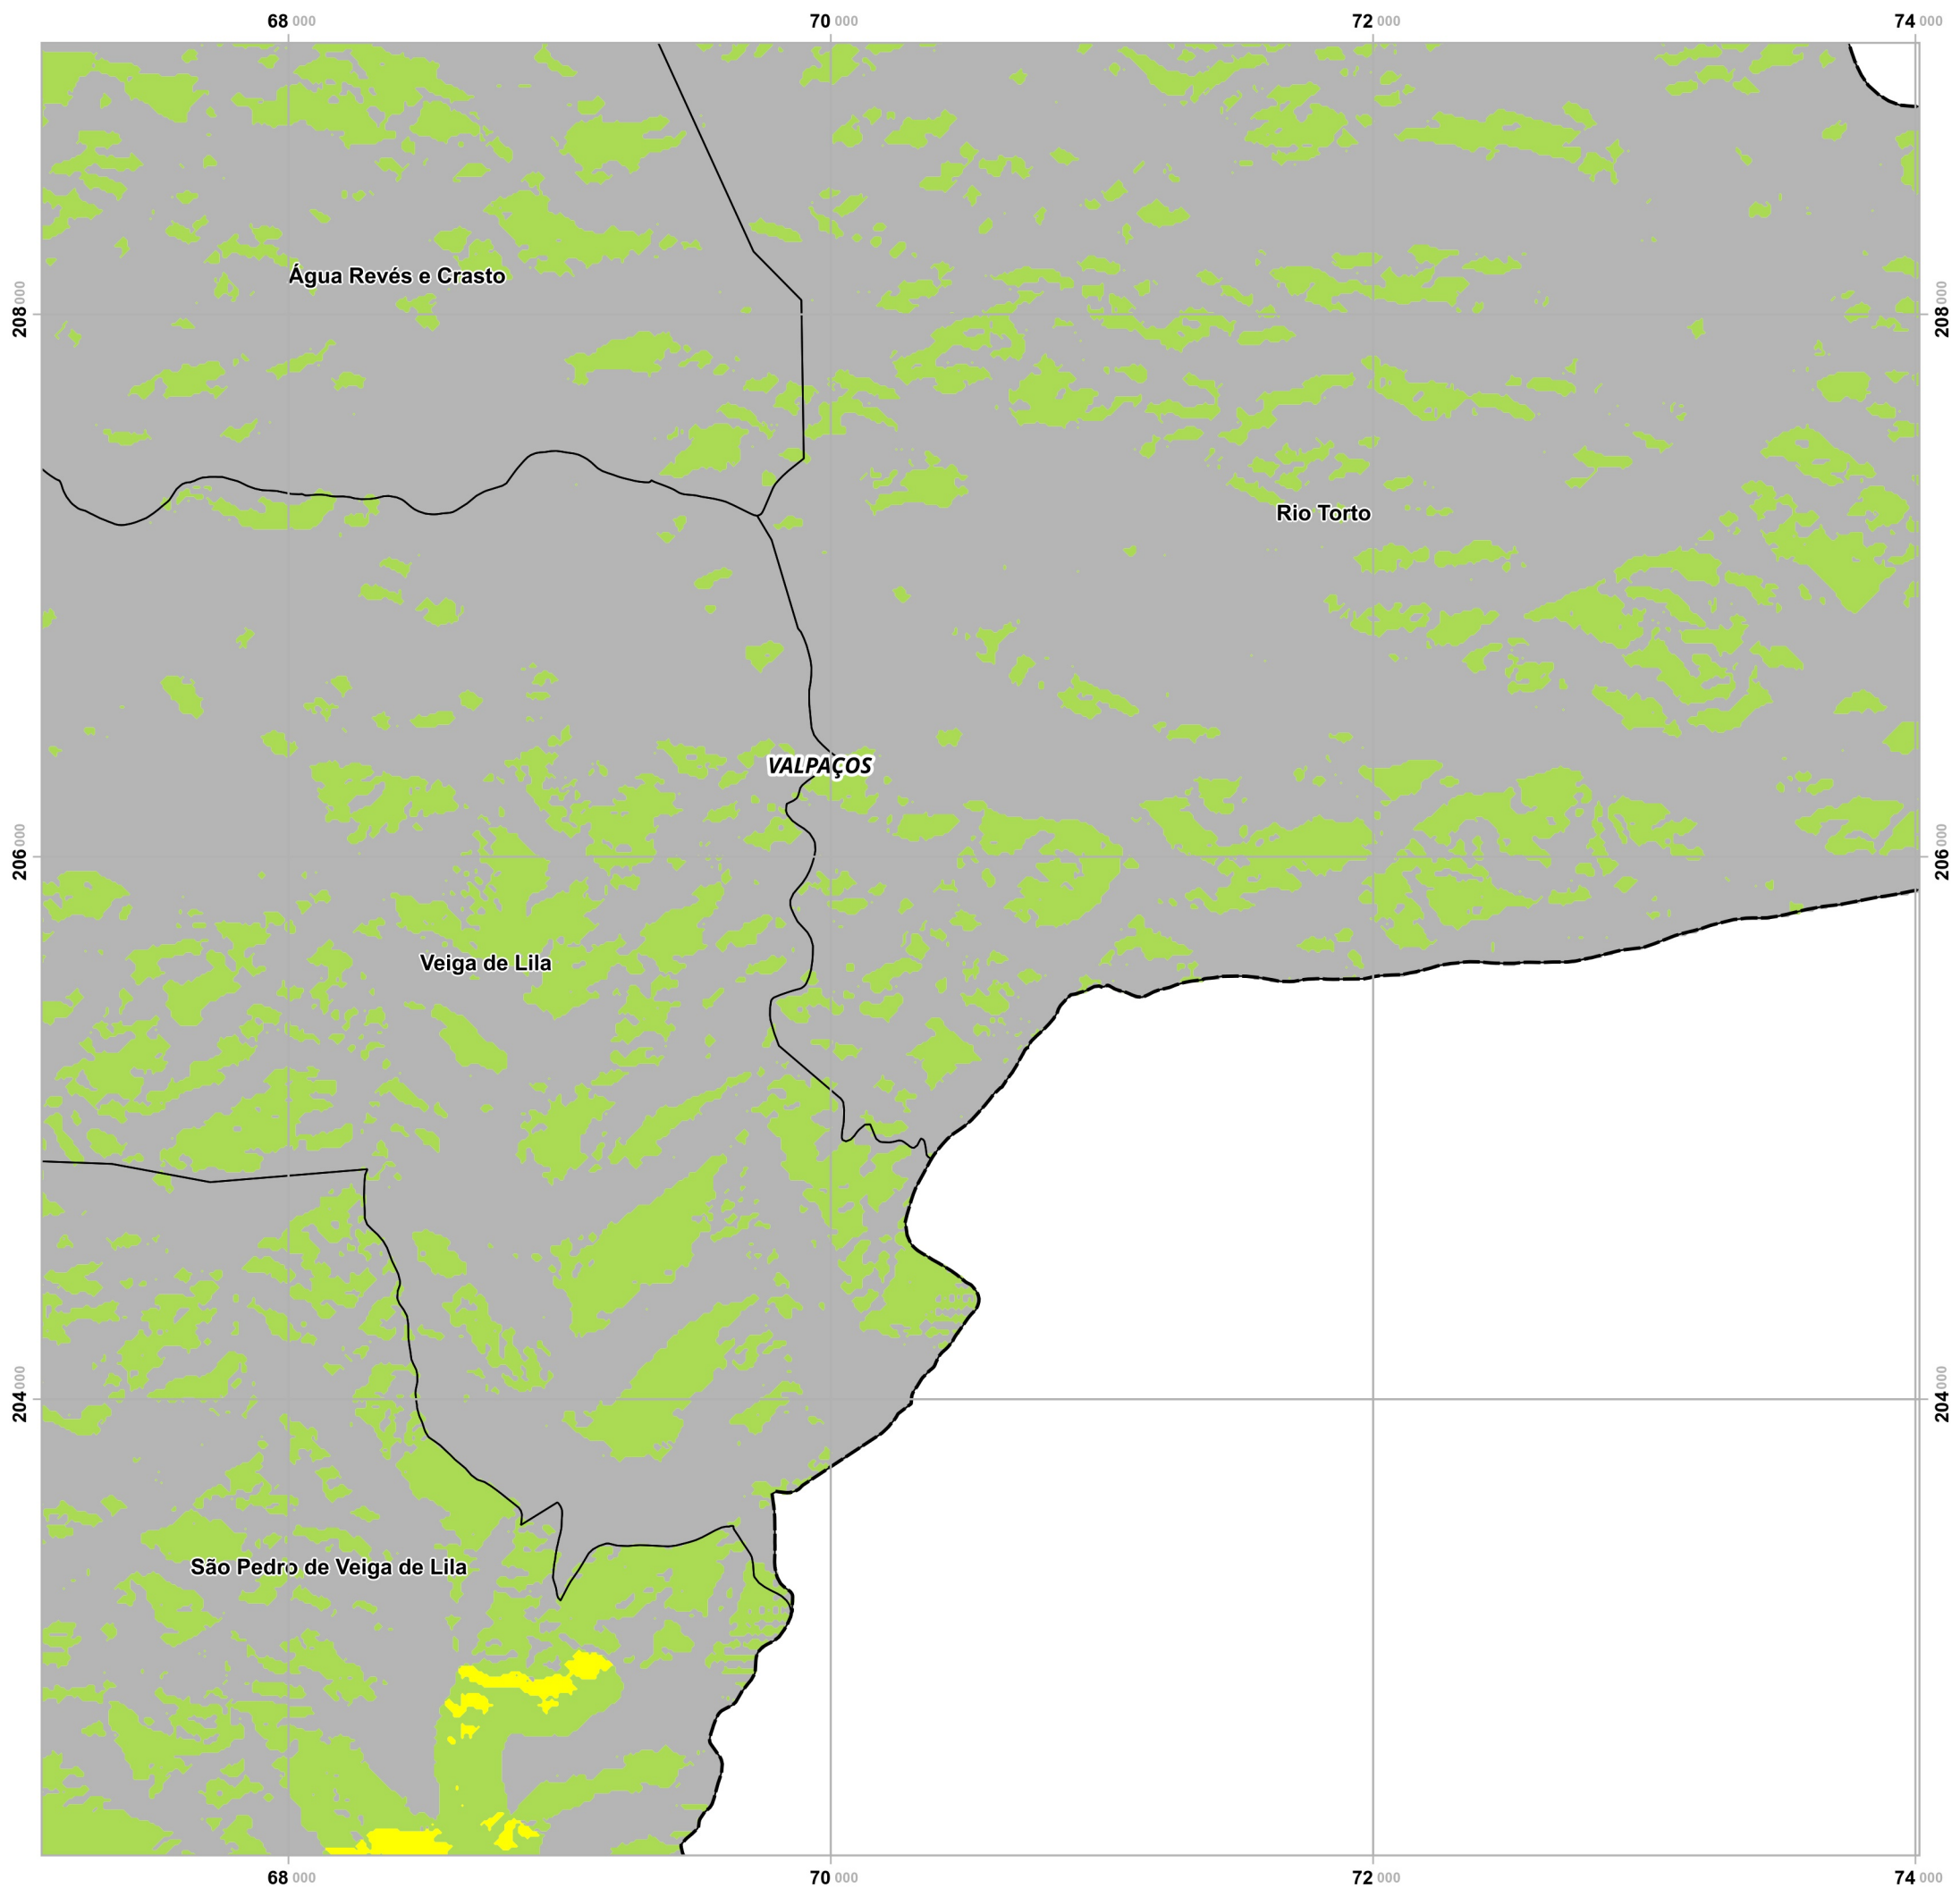 68 000 70 000 72 000 74 000
Água Revés e Crasto
208 000 208 000
Rio Torto
VALPAÇOS
206 000 206 000
Veiga de Lila
204 000 204 000
São Pedro de Veiga de Lila
68 000 70 000 72 000 74 000